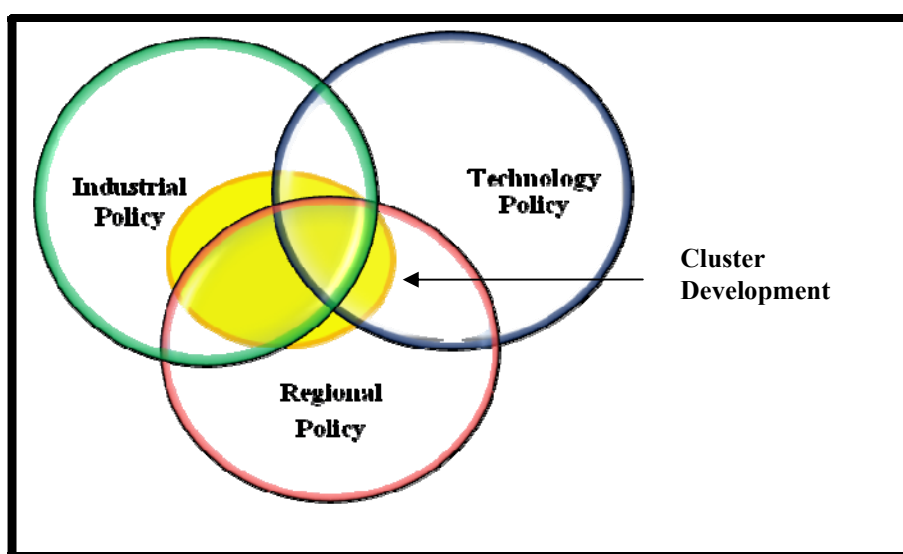 Industrial
Policy
Technology
Policy
Cluster
Development
Regional
Policy